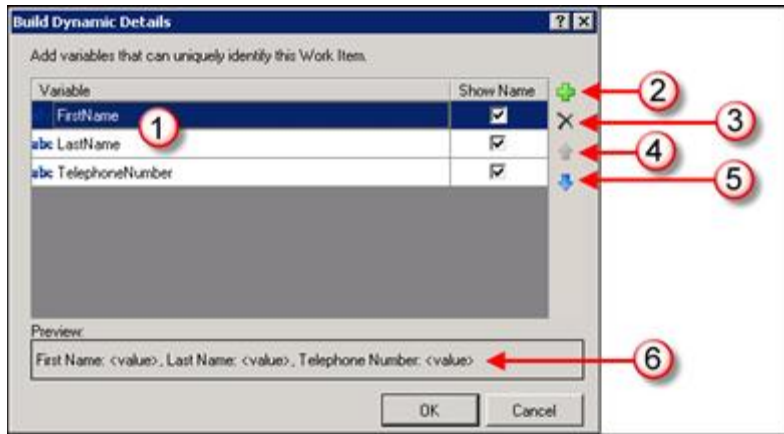 Build Dynamic Details
Add variables that can uniquely identify this Work Item.
Variable Show Name
FirstName
abc LastName
abc TelephoneNumber
1
2
3
4
5
Preview:
First Name: <value>, Last Name: <value>, Telephone Number: <value>
6
OK Cancel